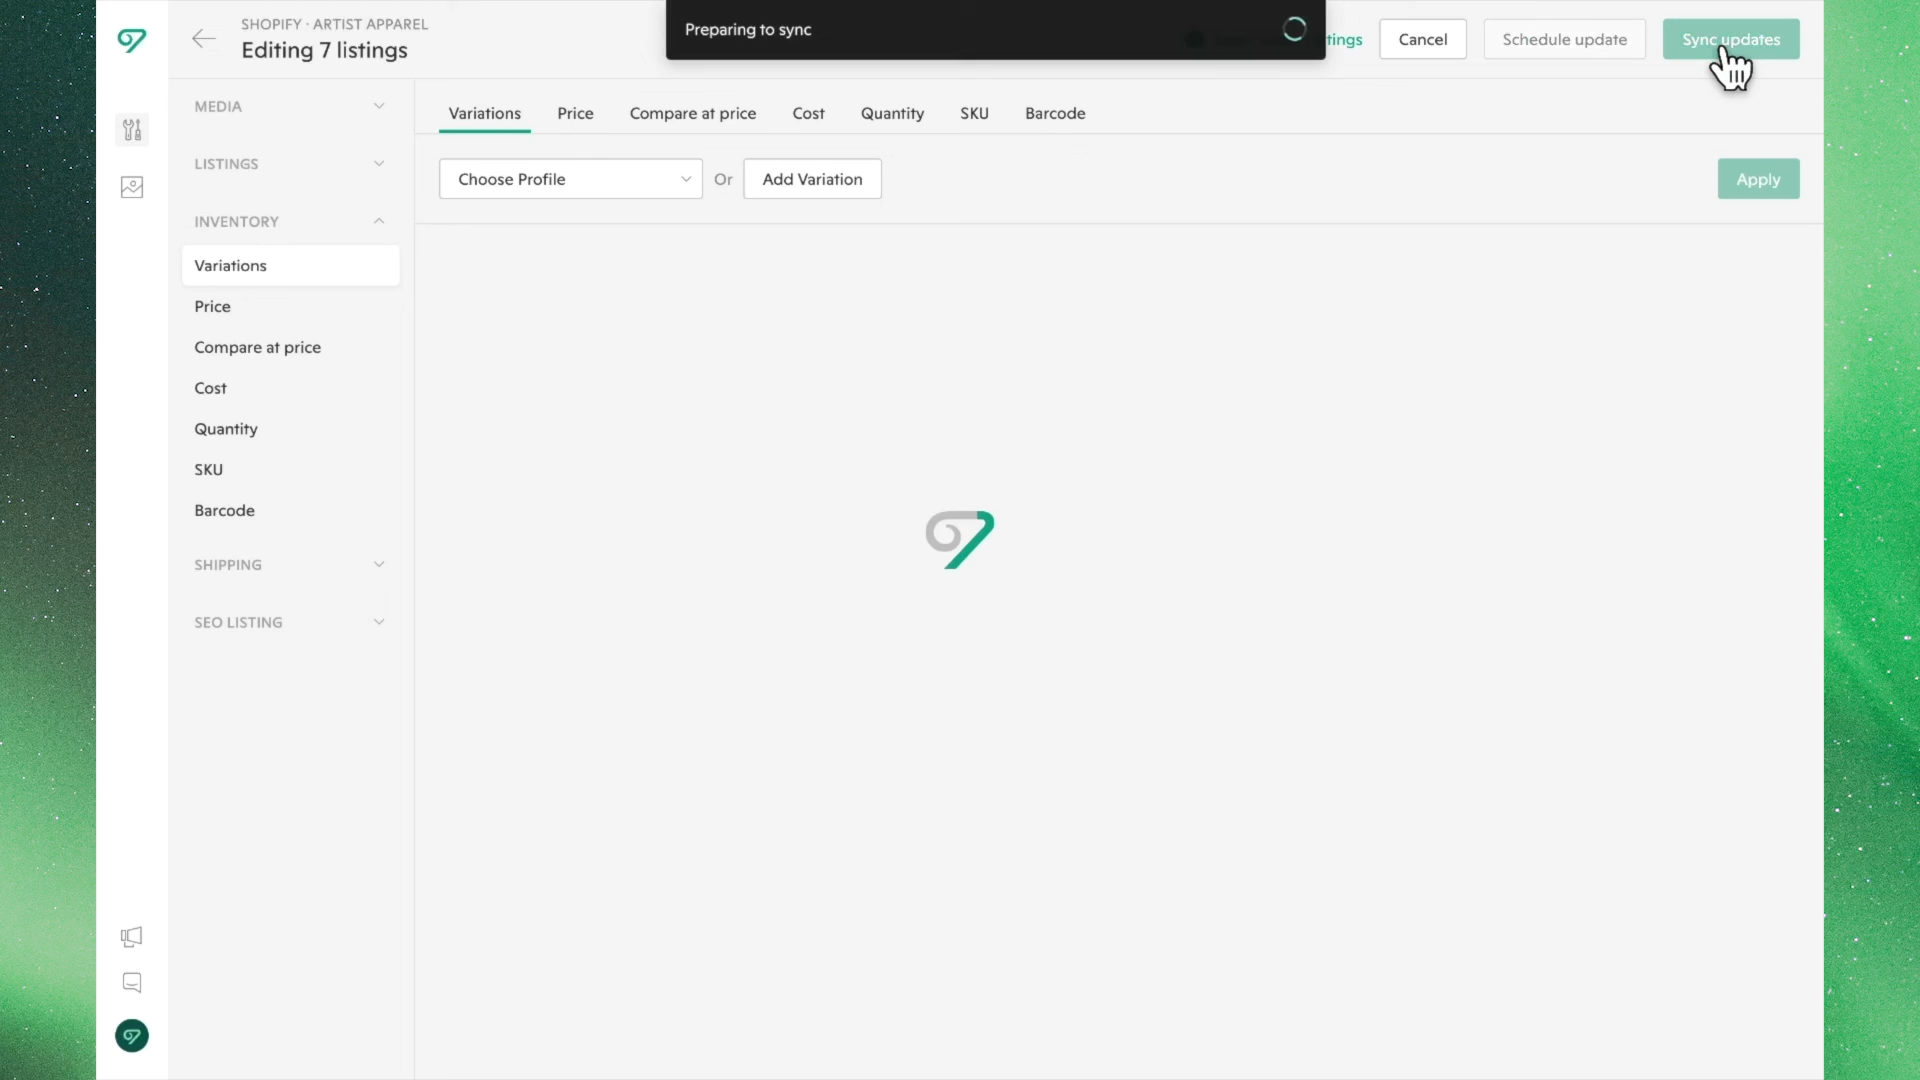 SHOPIFY · ARTIST APPAREL
Editing 7 listings
Preparing to sync
tings
Cancel
Schedule update
Sync updates
MEDIA
LISTINGS
INVENTORY
Variations
Price
Compare at price
Cost
Quantity
SKU
Barcode
SHIPPING
SEO LISTING
Variations Price Compare at price Cost Quantity SKU Barcode
Choose Profile Or Add Variation Apply